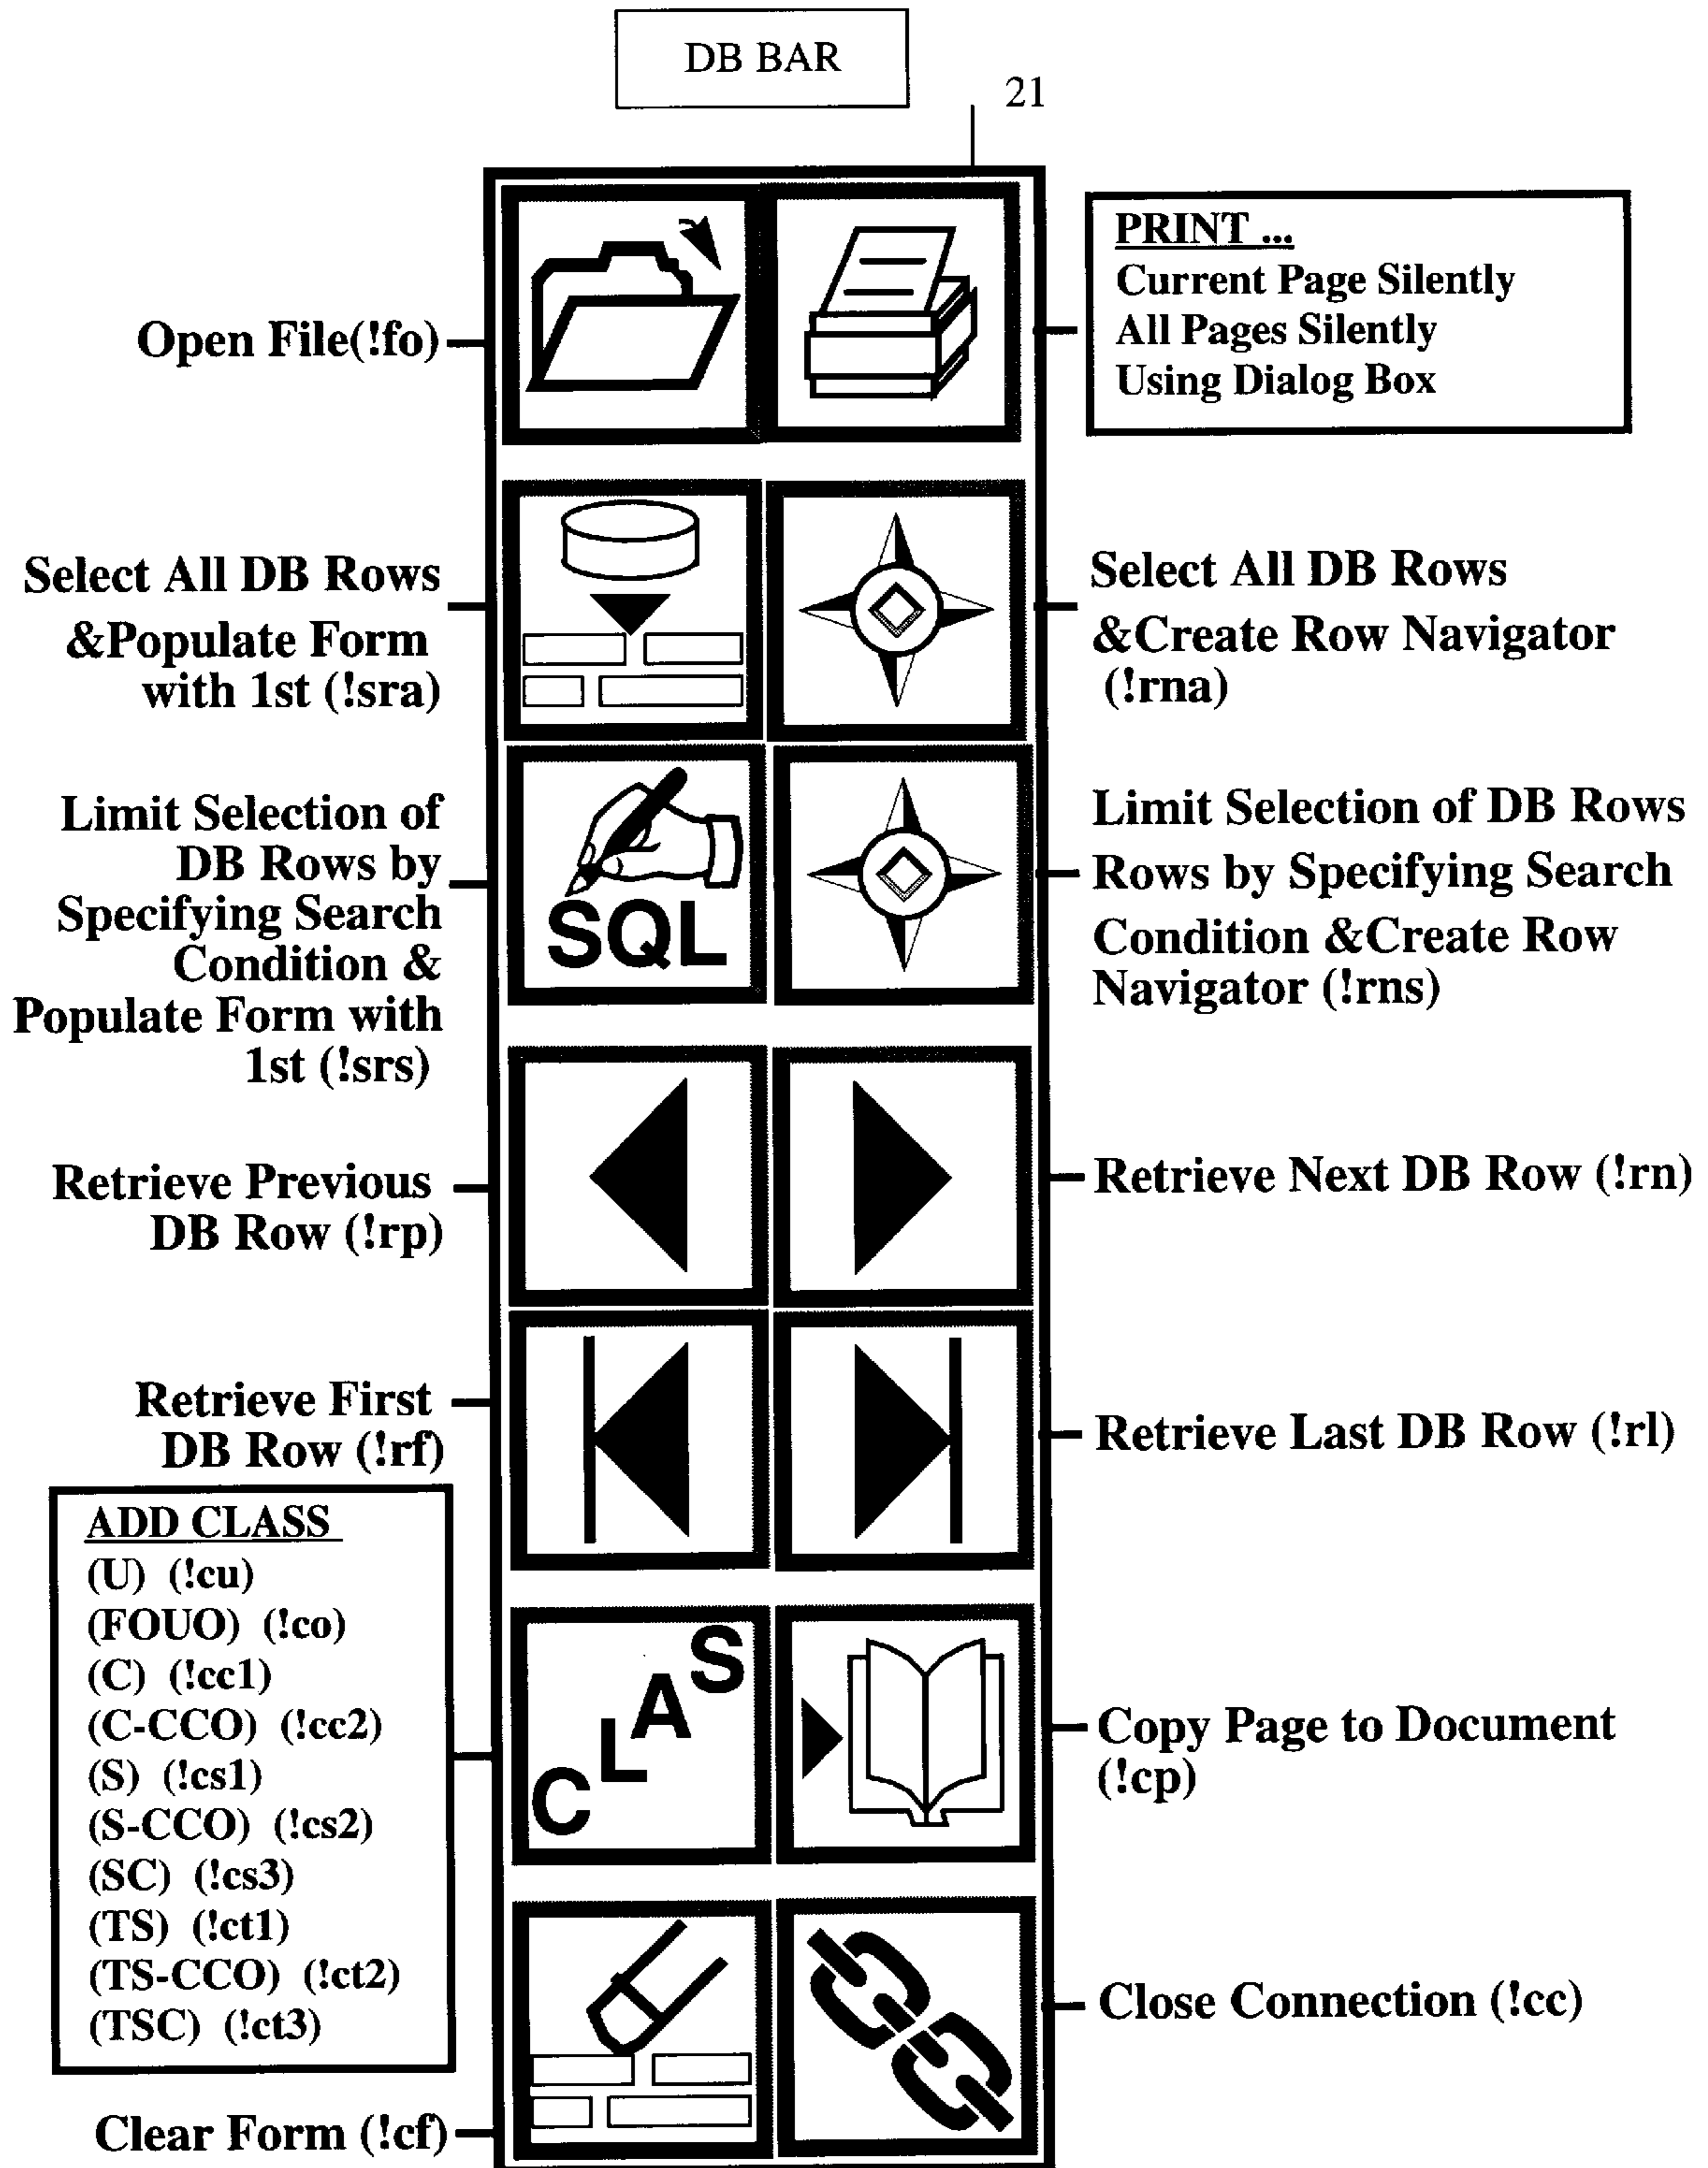 DB BAR
21
Open File(!fo)
PRINT ...
Current Page Silently
All Pages Silently
Using Dialog Box
Select All DB Rows
&Populate Form
with 1st (!sra)
Select All DB Rows
&Create Row Navigator
(!rna)
Limit Selection of
DB Rows by
Specifying Search
Condition &
Populate Form with
1st (!srs)
SQL
Limit Selection of DB Rows
Rows by Specifying Search
Condition &Create Row
Navigator (!rns)
Retrieve Previous
DB Row (!rp)
Retrieve Next DB Row (!rn)
Retrieve First
DB Row (!rf)
Retrieve Last DB Row (!rl)
ADD CLASS
(U) (!cu)
(FOUO) (!co)
(C) (!cc1)
(C-CCO) (!cc2)
(S) (!cs1)
(S-CCO) (!cs2)
(SC) (!cs3)
(TS) (!ct1)
(TS-CCO) (!ct2)
(TSC) (!ct3)
CLAS
Copy Page to Document
(!cp)
Clear Form (!cf)
Close Connection (!cc)